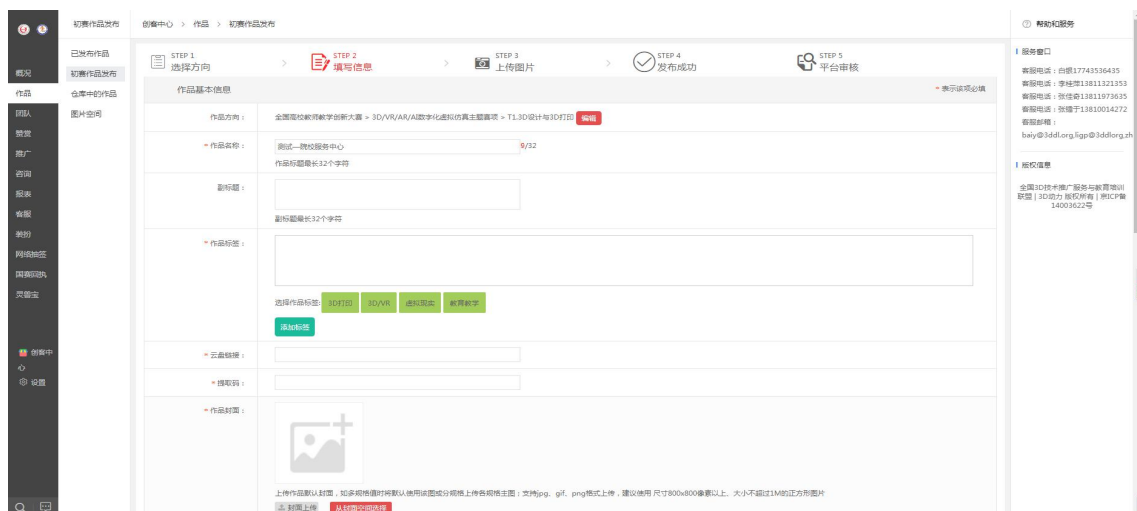 初赛作品发布
创客中心 > 作品 > 初赛作品发布
帮助和服务
概况
作品
团队
赞赏
推广
咨询
报表
客服
装扮
网络抽签
国赛回执
灵兽宝
创客中心
设置
已发布作品
初赛作品发布
仓库中的作品
图片空间
STEP 1
选择方向
STEP 2
填写信息
STEP 3
上传图片
STEP 4
发布成功
STEP 5
平台审核
作品基本信息
* 表示该项必填
作品方向：
全国高校教师教学创新大赛 > 3D/VR/AR/AI数字化虚拟仿真主题赛项 > T1.3D设计与3D打印 编辑
* 作品名称：
测试—院校服务中心
9/32
作品标题最长32个字符
副标题：
副标题最长32个字符
* 作品标签：
选择作品标签: 3D打印 3D/VR 虚拟现实 教育教学
添加标签
* 云盘链接：
* 提取码：
* 作品封面：
上传作品默认封面，如多规格值时将默认使用该图或分规格上传各规格主图；支持jpg、gif、png格式上传，建议使用 尺寸800x800像素以上、大小不超过1M的正方形图片
封面上传 从封面空间选择
服务窗口
客服电话：白银17743536435
客服电话：李桂萍13811321353
客服电话：张佳奇13811973635
客服电话：张镭于13810014272
客服邮箱：
baiy@3ddl.org,ligp@3ddlorg,zh
版权信息
全国3D技术推广服务与教育培训
联盟 | 3D动力 版权所有 | 京ICP备
14003622号